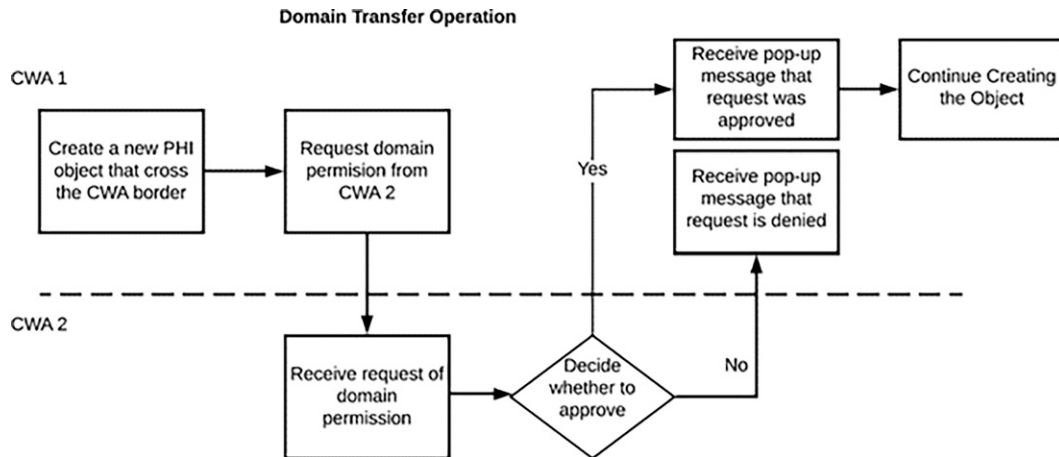 Domain Transfer Operation
CWA 1
Create a new PHI
object that cross
the CWA border
Request domain
permision from
CWA 2
Yes
Receive pop-up
message that
request was
approved
Continue Creating
the Object
Receive pop-up
message that
request is denied
CWA 2
Receive request of
domain
permission
Decide
whether to
approve
No